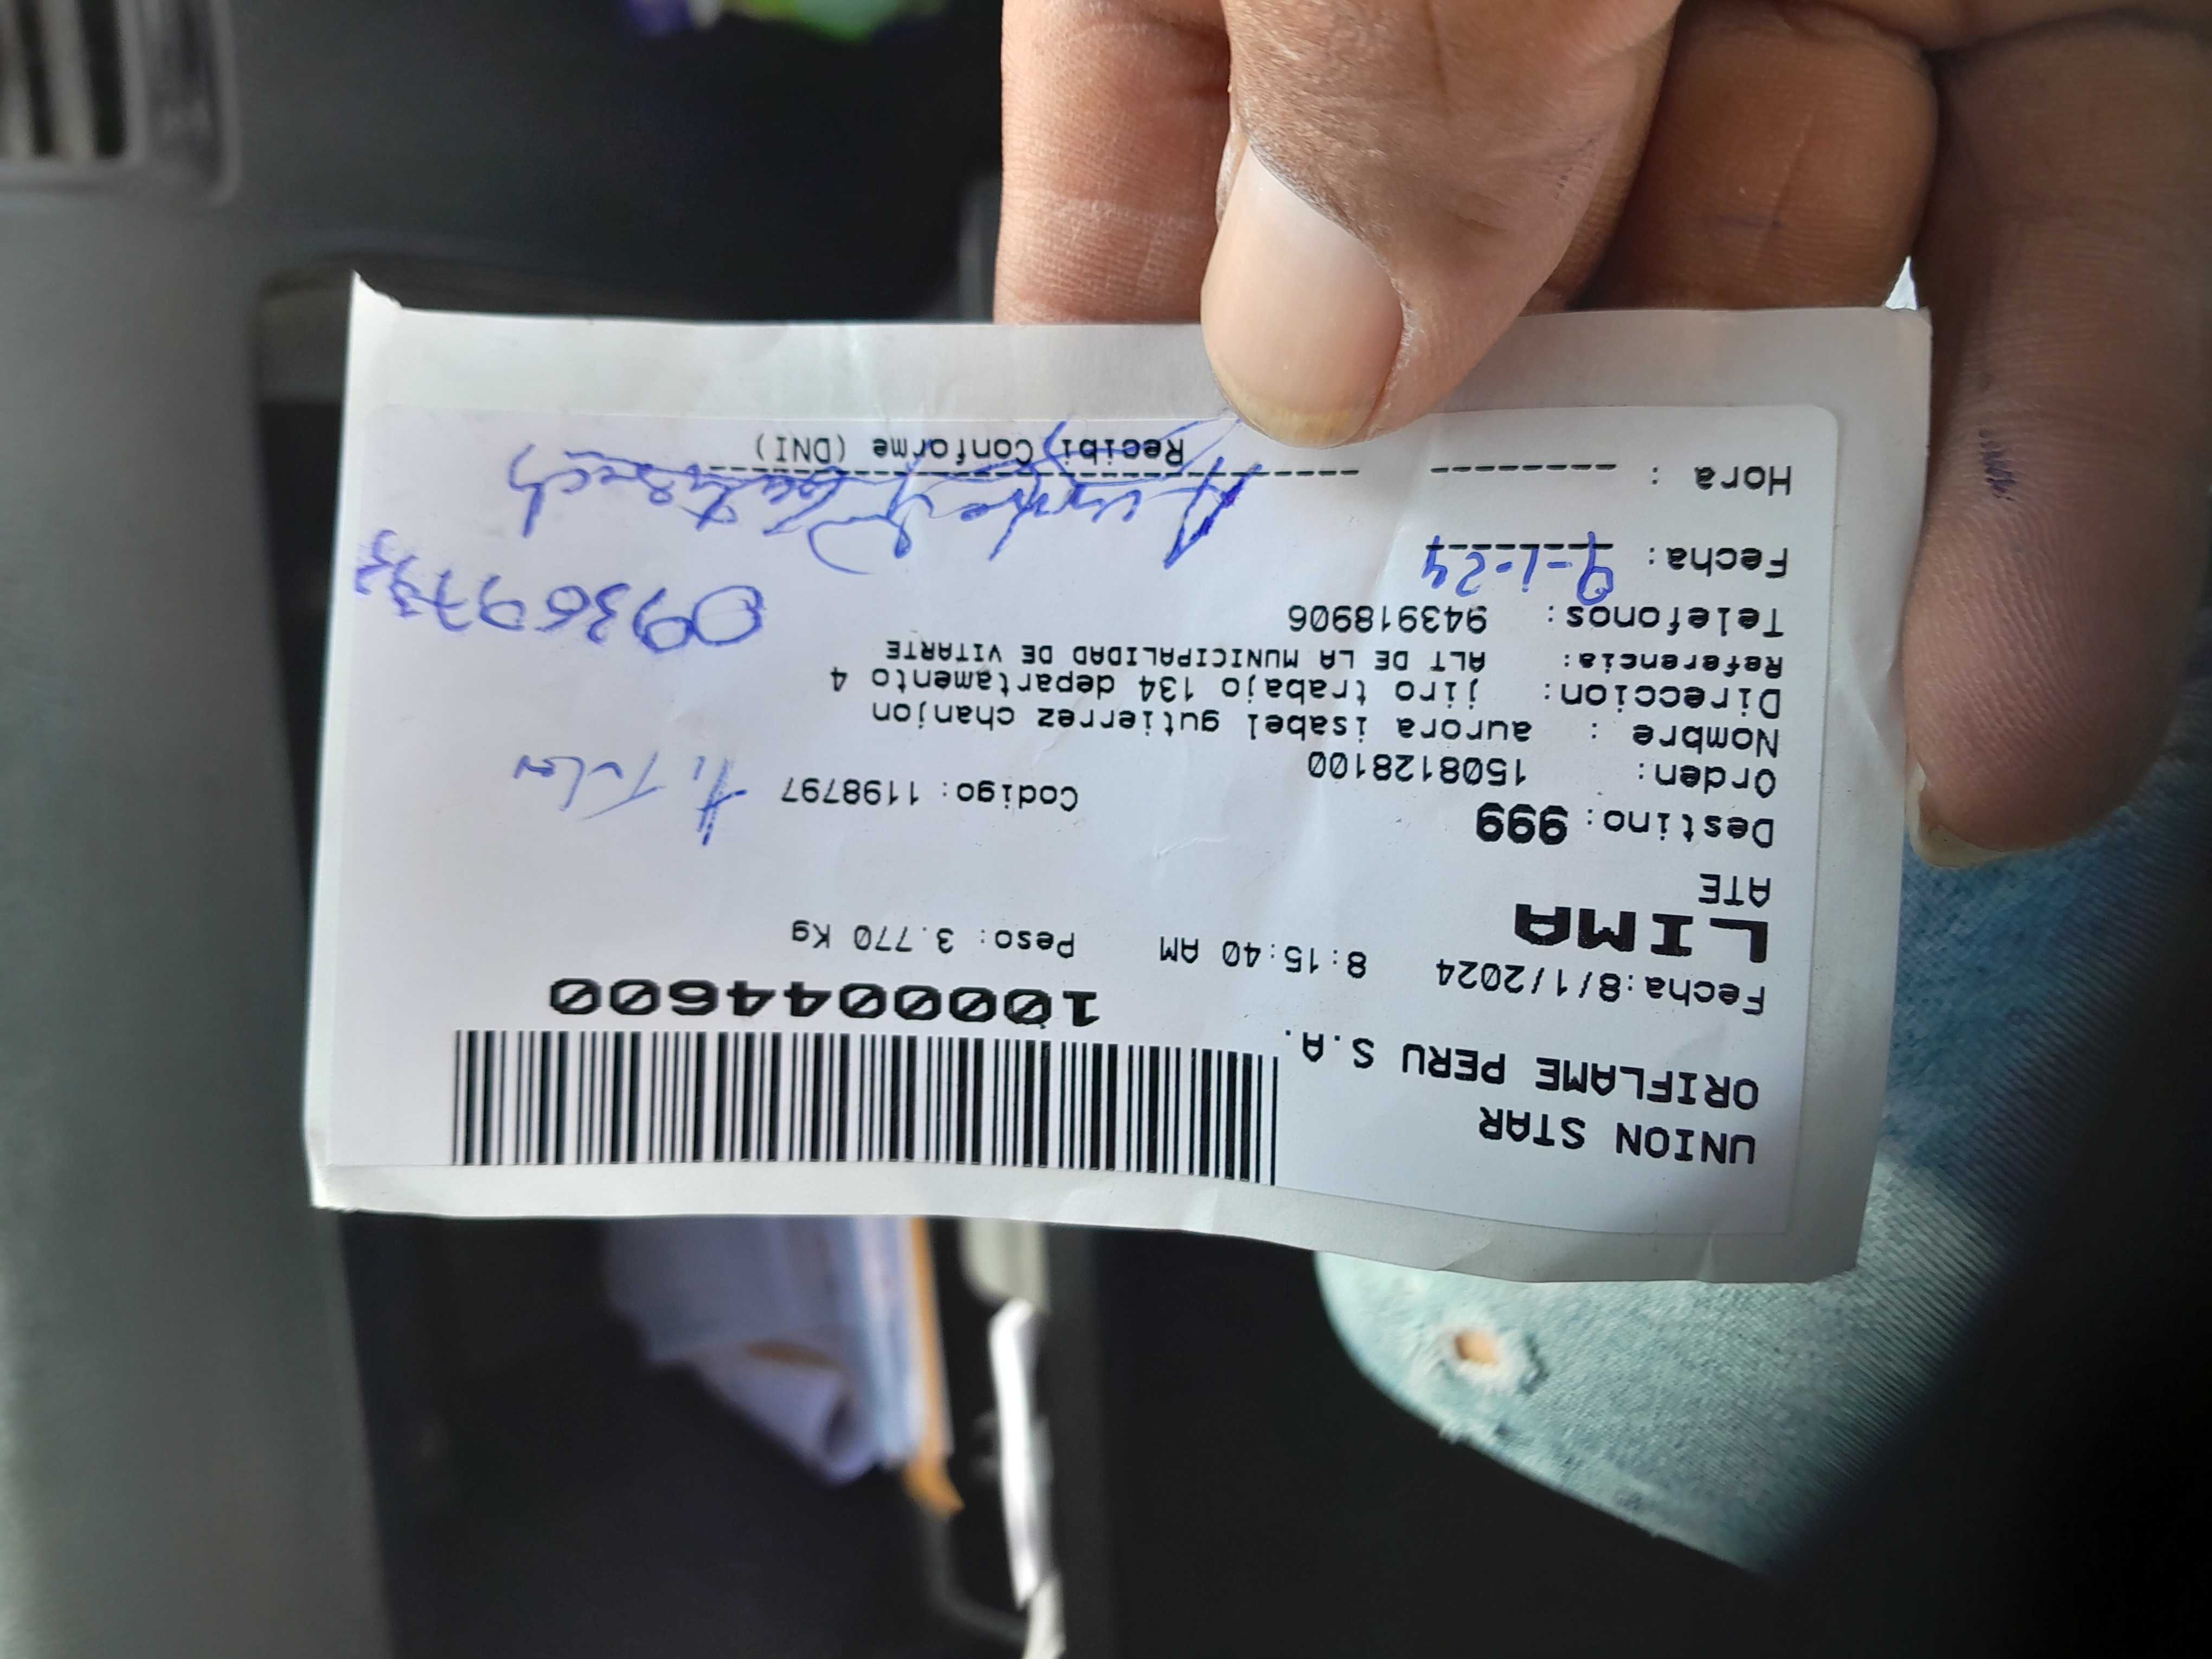 UNION STAR
ORIFLAME PERU S.A.
1000044600
Fecha:8/1/2024 8:15:40 AM Peso: 3.770 Kg
LIMA
ATE
Destino: 999
Orden: 1508128100 Codigo: 1198797
Nombre : aurora isabel gutierrez chanjon
Direccion: jiro trabajo 134 departamento 4
Referencia: ALT DE LA MUNICIPALIDAD DE VITARTE
Telefonos: 943918906
Fecha: 9-1-24
Hora :
Recibi Conforme (DNI)